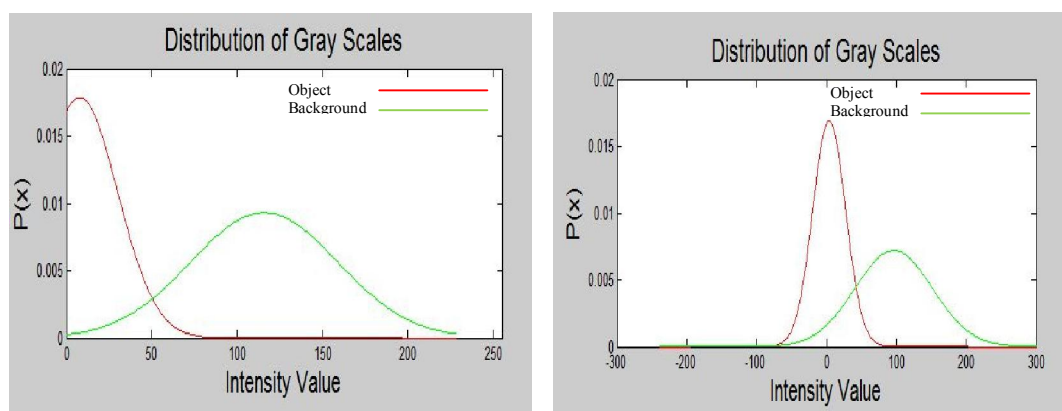 Distribution of Gray Scales
0.02
Object
Background
0.015
0.01
0.005
0
P(x)
0 50 100 150 200 250
Intensity Value
Distribution of Gray Scales
0.02
Object
Background
0.015
0.01
0.005
0
P(x)
-300 -200 -100 0 100 200 300
Intensity Value